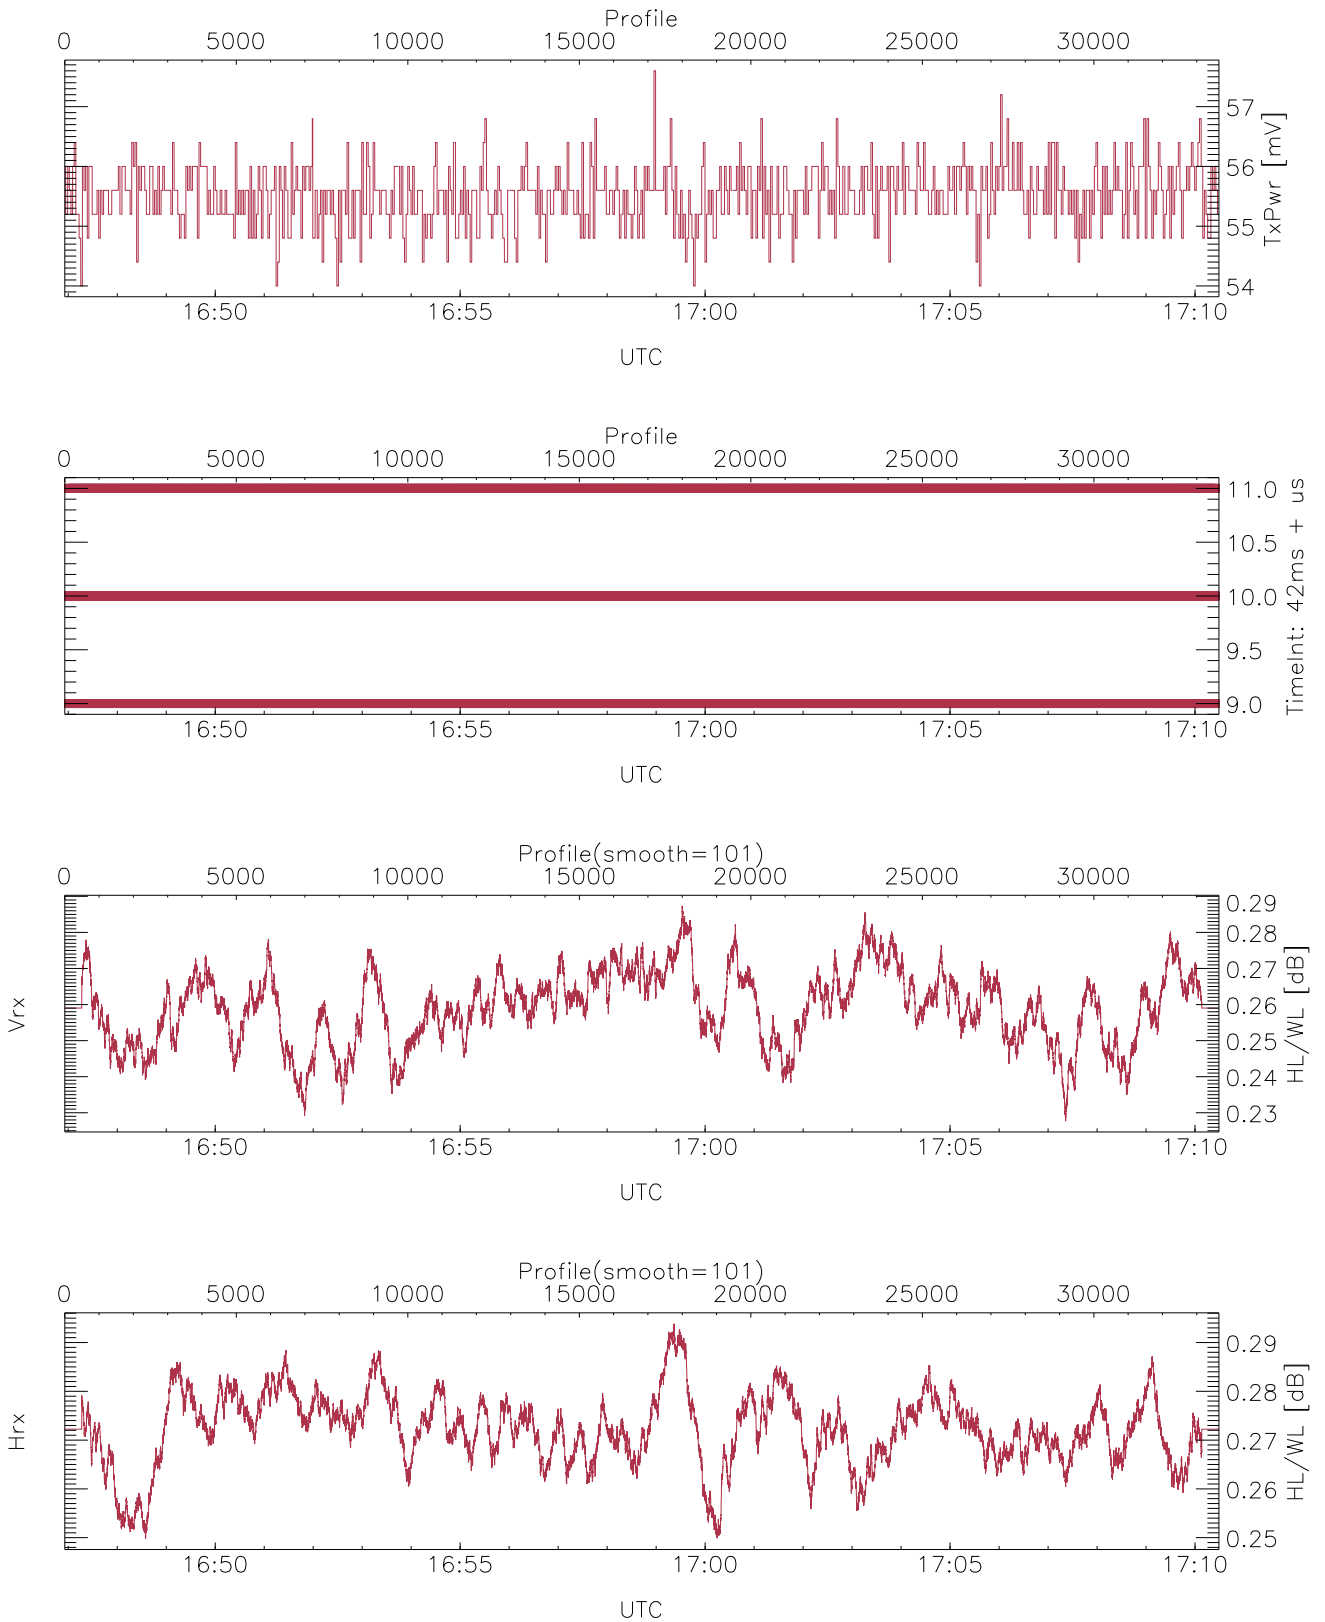 Profile
0 5000 10000 15000 20000 25000 30000
57
56
55
54
TxPwr [mV]
16:50 16:55 17:00 17:05 17:10
UTC
Profile
0 5000 10000 15000 20000 25000 30000
11.0
10.5
10.0
9.5
9.0
TimeInt: 42ms + us
16:50 16:55 17:00 17:05 17:10
UTC
Profile(smooth=101)
0 5000 10000 15000 20000 25000 30000
Vrx
0.29
0.28
0.27
0.26
0.25
0.24
0.23
HL/WL [dB]
16:50 16:55 17:00 17:05 17:10
UTC
Profile(smooth=101)
0 5000 10000 15000 20000 25000 30000
Hrx
0.29
0.28
0.27
0.26
0.25
HL/WL [dB]
16:50 16:55 17:00 17:05 17:10
UTC